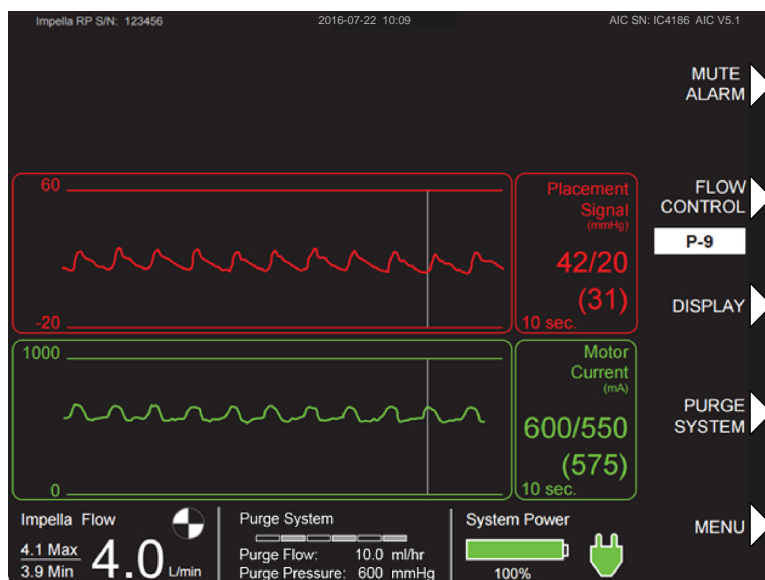 Impella RP S/N: 123456
2016-07-22 10:09
AIC SN: IC4186 AIC V5.1
MUTE
ALARM
60
-20
Placement
Signal
(mmHg)
42/20
(31)
10 sec.
FLOW
CONTROL
P-9
DISPLAY
1000
0
Motor
Current
(mA)
600/550
(575)
10 sec.
PURGE
SYSTEM
Impella Flow
4.1 Max
3.9 Min
4.0 L/min
Purge System
Purge Flow: 10.0 ml/hr
Purge Pressure: 600 mmHg
System Power
100%
MENU